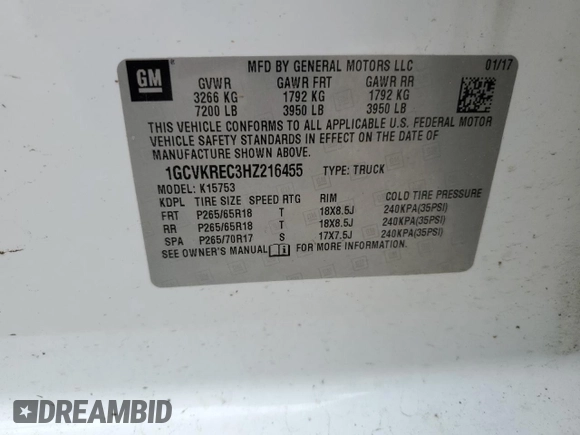 GM
MFD BY GENERAL MOTORS LLC 01/17
GVWR GAWR FRT GAWR RR
3266 KG 1792 KG 1792 KG
7200 LB 3950 LB 3950 LB
THIS VEHICLE CONFORMS TO ALL APPLICABLE U.S. FEDERAL MOTOR
VEHICLE SAFETY STANDARDS IN EFFECT ON THE DATE OF
MANUFACTURE SHOWN ABOVE.
1GCVKREC3HZ216455 TYPE: TRUCK
MODEL: K15753
KDPL TIRE SIZE SPEED RTG RIM COLD TIRE PRESSURE
FRT P265/65R18 T 18X8.5J 240KPA(35PSI)
RR P265/65R18 T 18X8.5J 240KPA(35PSI)
SPA P265/70R17 S 17X7.5J 240KPA(35PSI)
SEE OWNER'S MANUAL FOR MORE INFORMATION.
DREAMBID